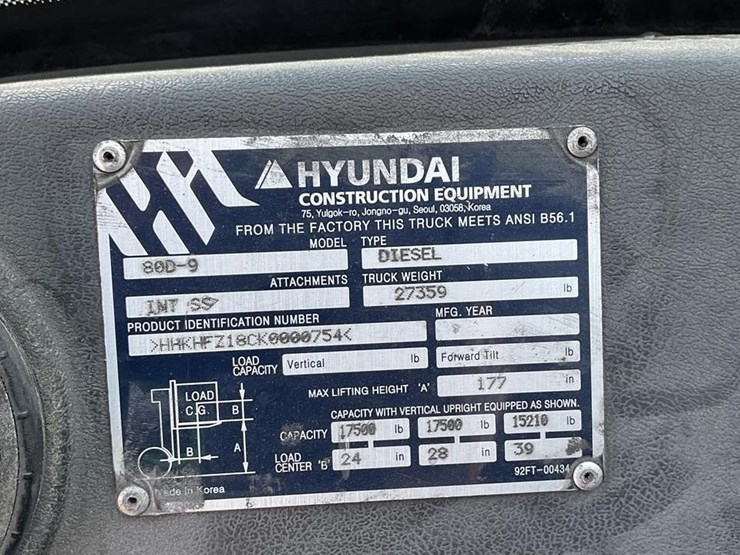 HYUNDAI
CONSTRUCTION EQUIPMENT
75, Yulgok-ro, Jongno-gu, Seoul, 03058, Korea
FROM THE FACTORY THIS TRUCK MEETS ANSI B56.1
MODEL TYPE
80D-9 DIESEL
ATTACHMENTS TRUCK WEIGHT
INT SS> 27359 lb
PRODUCT IDENTIFICATION NUMBER MFG. YEAR
>HHKHFZ18CK0000754<
LOAD CAPACITY Vertical lb Forward Tilt lb
MAX LIFTING HEIGHT 'A' 177 in
LOAD
C.G. B
CAPACITY WITH VERTICAL UPRIGHT EQUIPPED AS SHOWN.
CAPACITY 17500 lb 17500 lb 15210 lb
A
B
LOAD CENTER 'B' 24 in 28 in 39
Made in Korea 92FT-00434